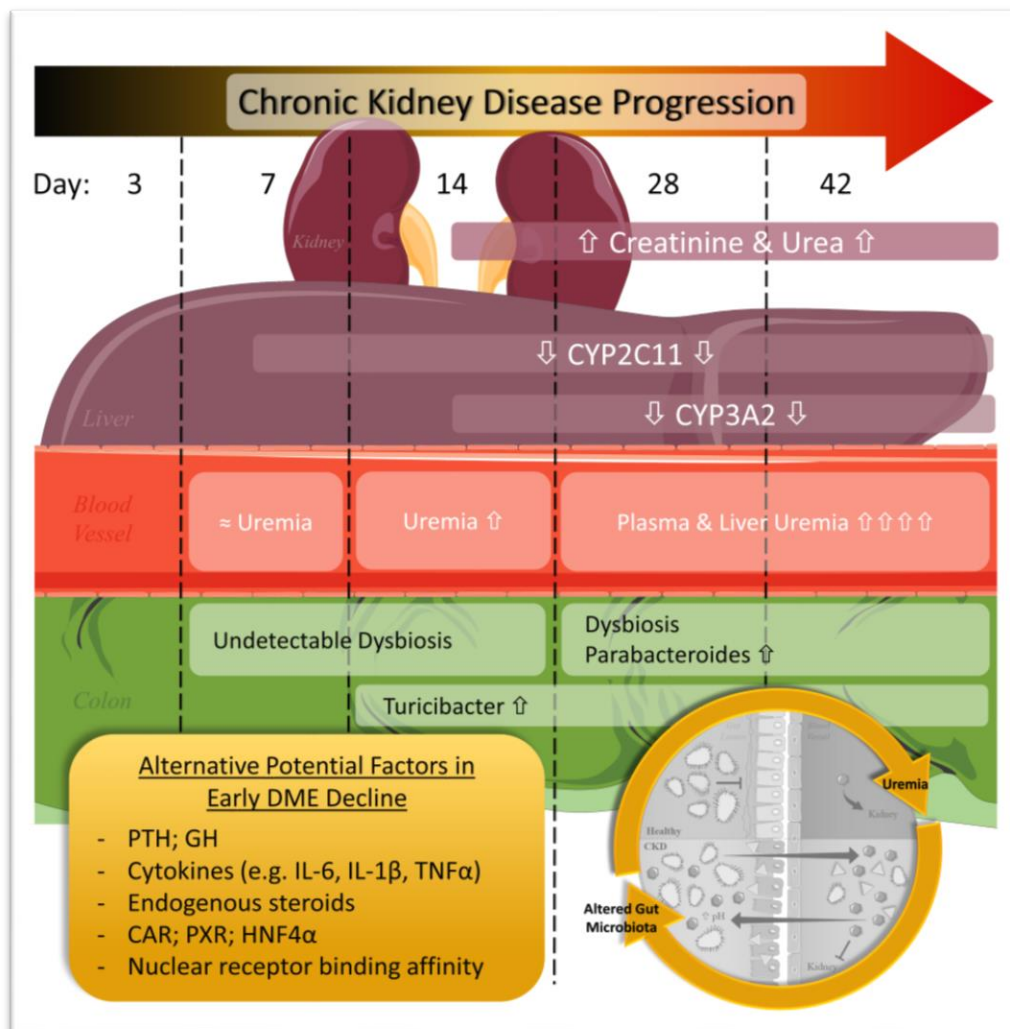 Chronic Kidney Disease Progression
Day: 3 7 14 28 42
Kidney
⇧ Creatinine & Urea ⇧
⇩ CYP2C11 ⇩
⇩ CYP3A2 ⇩
Liver
Blood
Vessel
≈ Uremia
Uremia ⇧
Plasma & Liver Uremia ⇧⇧⇧⇧
Undetectable Dysbiosis
Dysbiosis
Parabacteroides ⇧
Colon
Turicibacter ⇧
Alternative Potential Factors in
Early DME Decline
- PTH; GH
- Cytokines (e.g. IL-6, IL-1β, TNFα)
- Endogenous steroids
- CAR; PXR; HNF4α
- Nuclear receptor binding affinity
Uremia
Kidney
Healthy
CKD
Altered Gut
Microbiota
⇧ pH
Kidney